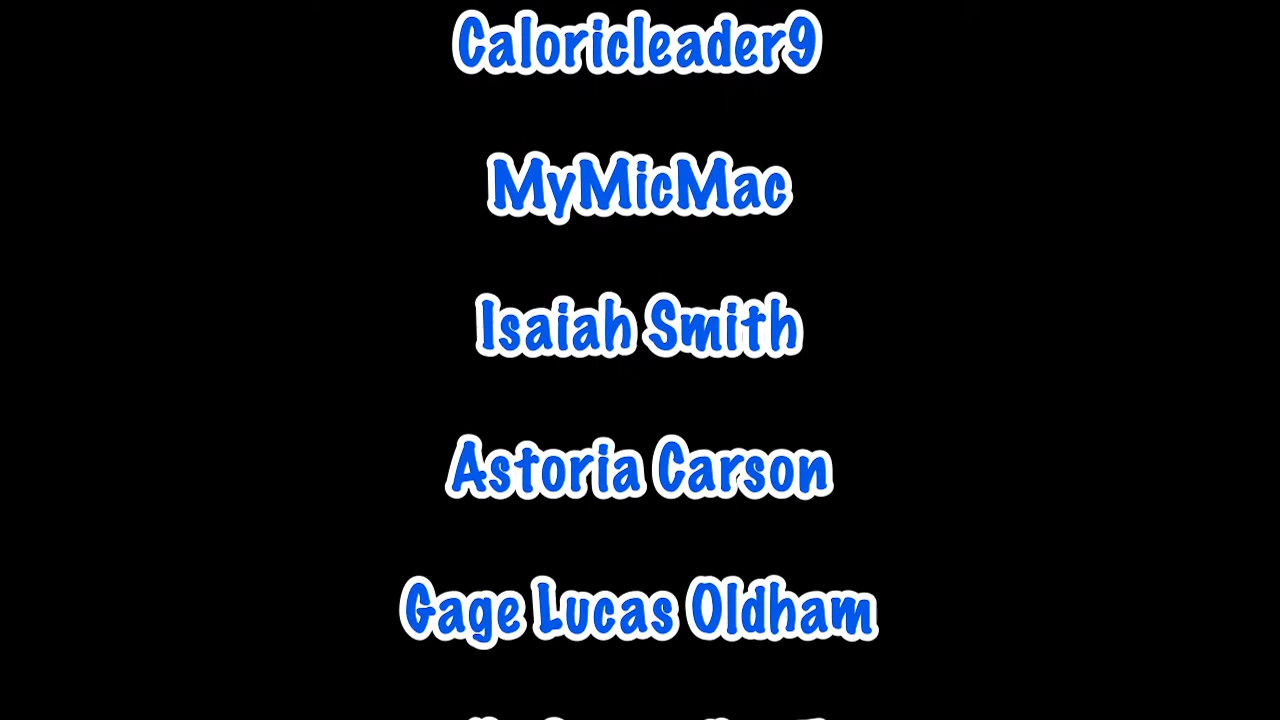 Caloricleader9
MyMicMac
Isaiah Smith
Astoria Carson
Gage Lucas Oldham